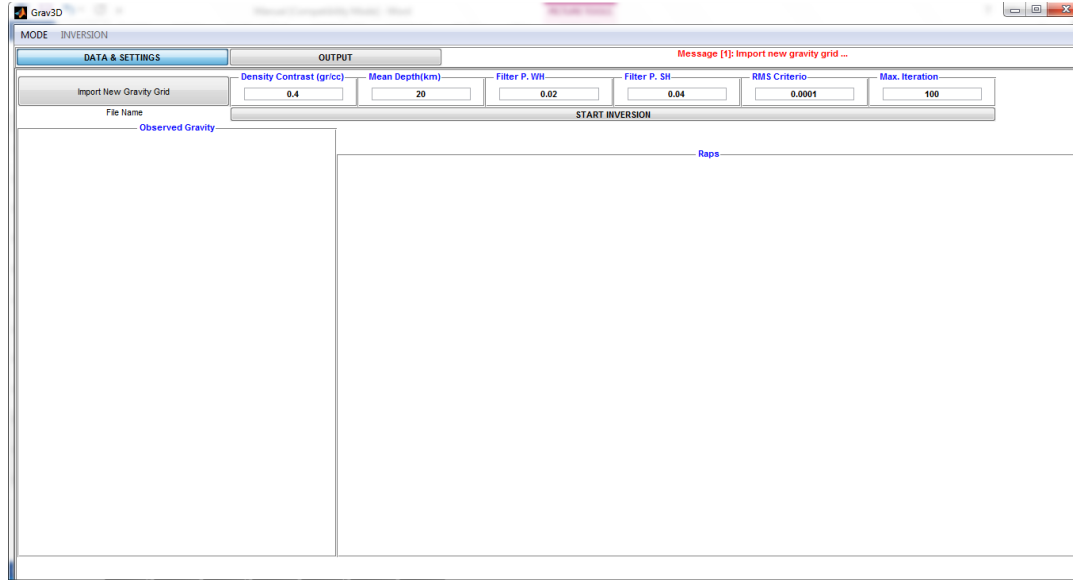 Grav3D
MODE INVERSION
DATA & SETTINGS OUTPUT Message [1]: Import new gravity grid ...
Import New Gravity Grid
Density Contrast (gr/cc) Mean Depth(km) Filter P. WH Filter P. SH RMS Criterio Max. Iteration
0.4 20 0.02 0.04 0.0001 100
File Name START INVERSION
Observed Gravity
Raps